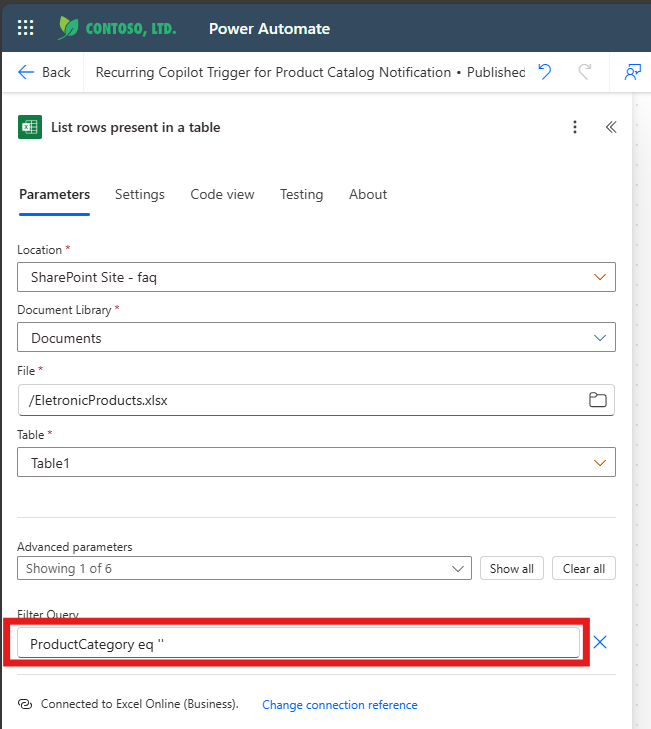 CONTOSO, LTD. Power Automate
Back Recurring Copilot Trigger for Product Catalog Notification • Published
List rows present in a table
Parameters Settings Code view Testing About
Location *
SharePoint Site - faq
Document Library *
Documents
File *
/EletronicProducts.xlsx
Table *
Table1
Advanced parameters
Showing 1 of 6 Show all Clear all
Filter Query
ProductCategory eq ''
Connected to Excel Online (Business). Change connection reference